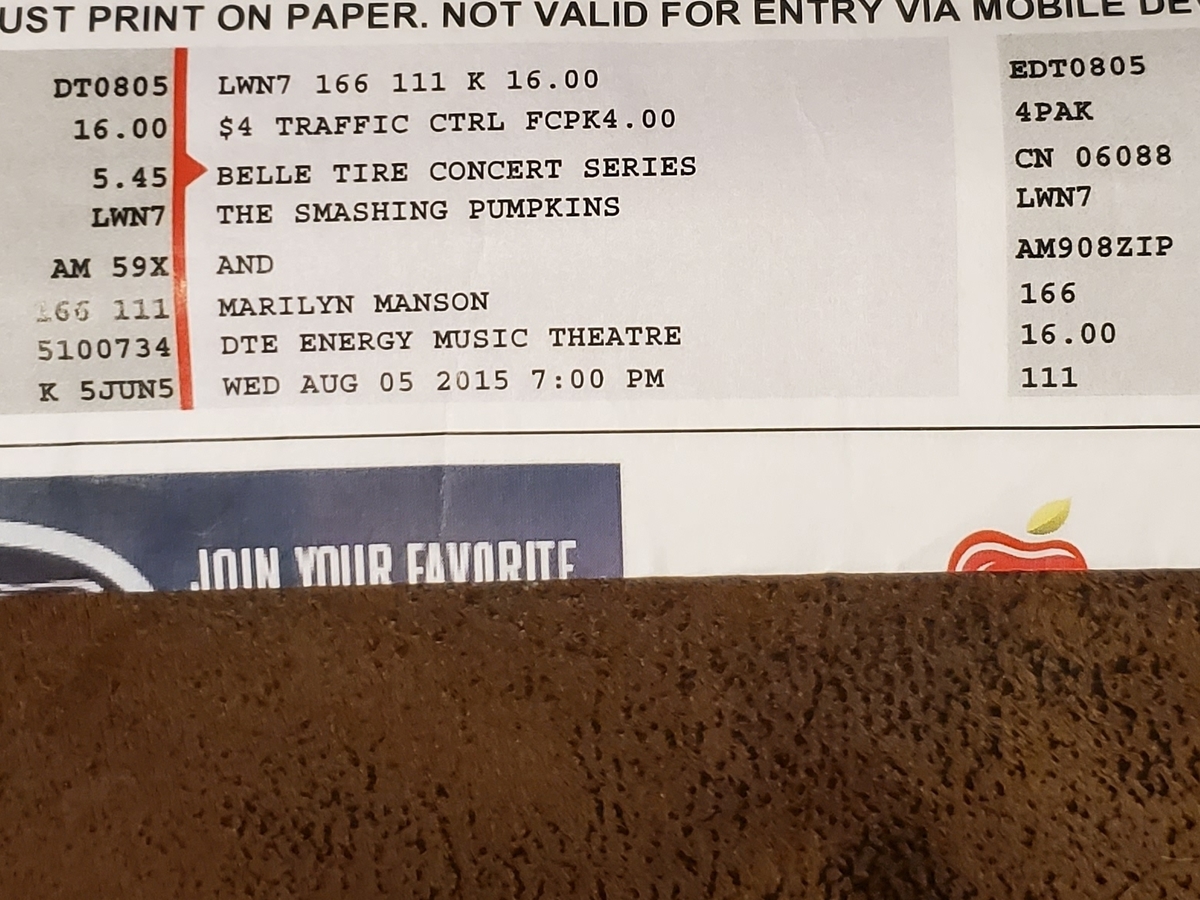 UST PRINT ON PAPER. NOT VALID FOR ENTRY VIA MOBILE DE
DT0805
16.00
5.45
LWN7
AM 59X
166 111
5100734
K 5JUN5
LWN7 166 111 K 16.00
$4 TRAFFIC CTRL FCPK4.00
BELLE TIRE CONCERT SERIES
THE SMASHING PUMPKINS
AND
MARILYN MANSON
DTE ENERGY MUSIC THEATRE
WED AUG 05 2015 7:00 PM
EDT0805
4PAK
CN 06088
LWN7
AM908ZIP
166
16.00
111
JOIN YOUR FAVORITE